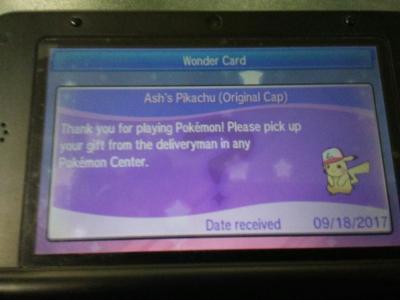 Wonder Card
Ash's Pikachu (Original Cap)
Thank you for playing Pokémon! Please pick up
your gift from the deliveryman in any
Pokémon Center.
Date received 09/18/2017